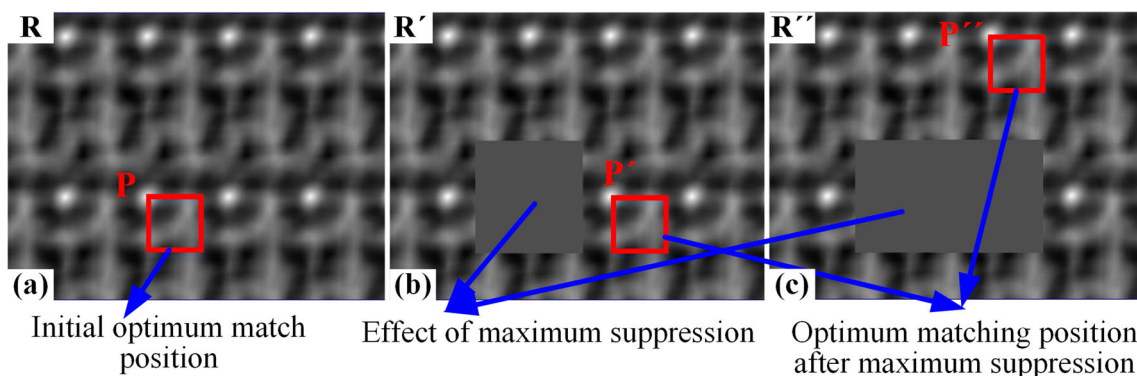 R
R´
R´´
P
P´
P´´
(a)
(b)
(c)
Initial optimum match
position
Effect of maximum suppression
Optimum matching position
after maximum suppression